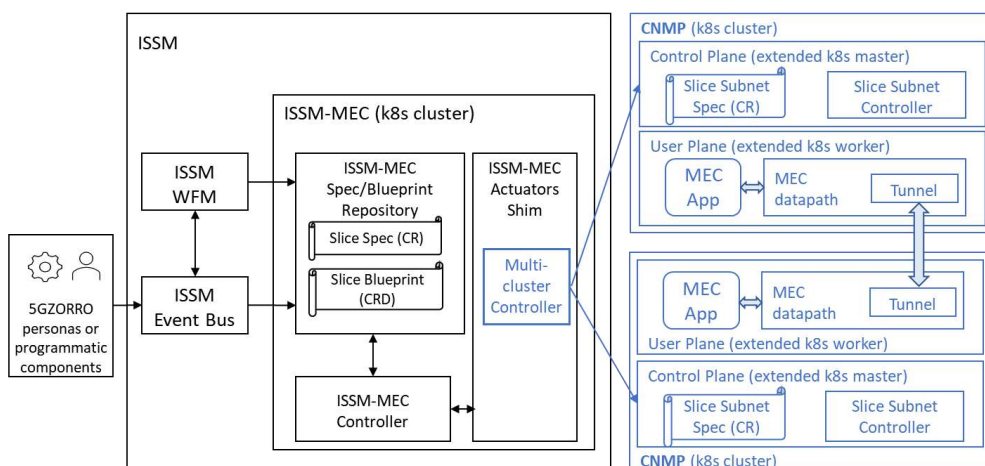 ISSM
ISSM-MEC (k8s cluster)
ISSM
WFM
ISSM
Event Bus
5GZORRO
personas or
programmatic
components
ISSM-MEC
Spec/Blueprint
Repository
Slice Spec (CR)
Slice Blueprint
(CRD)
ISSM-MEC
Controller
ISSM-MEC
Actuators
Shim
Multi-
cluster
Controller
CNMP (k8s cluster)
Control Plane (extended k8s master)
Slice Subnet
Spec (CR)
Slice Subnet
Controller
User Plane (extended k8s worker)
MEC
App
MEC
datapath
Tunnel
MEC
App
MEC
datapath
Tunnel
User Plane (extended k8s worker)
Control Plane (extended k8s master)
Slice Subnet
Spec (CR)
Slice Subnet
Controller
CNMP (k8s cluster)